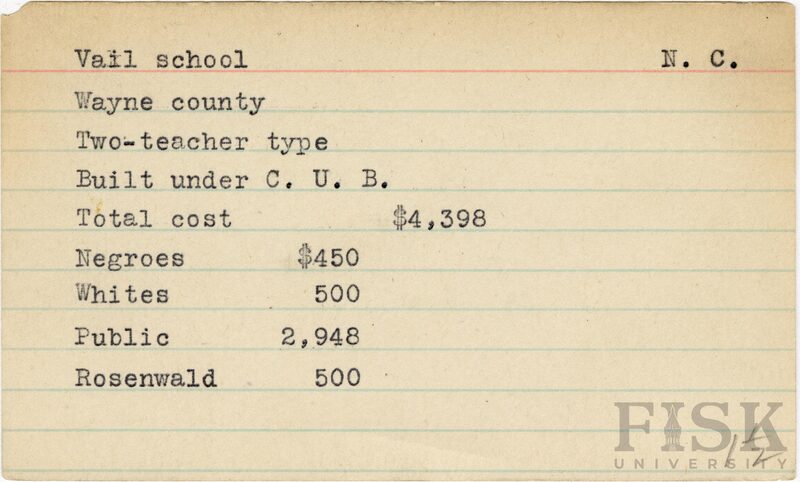 Vail school N. C.
Wayne county
Two-teacher type
Built under C. U. B.
Total cost $4,398
Negroes $450
Whites 500
Public 2,948
Rosenwald 500
FISK
UNIVERSITY